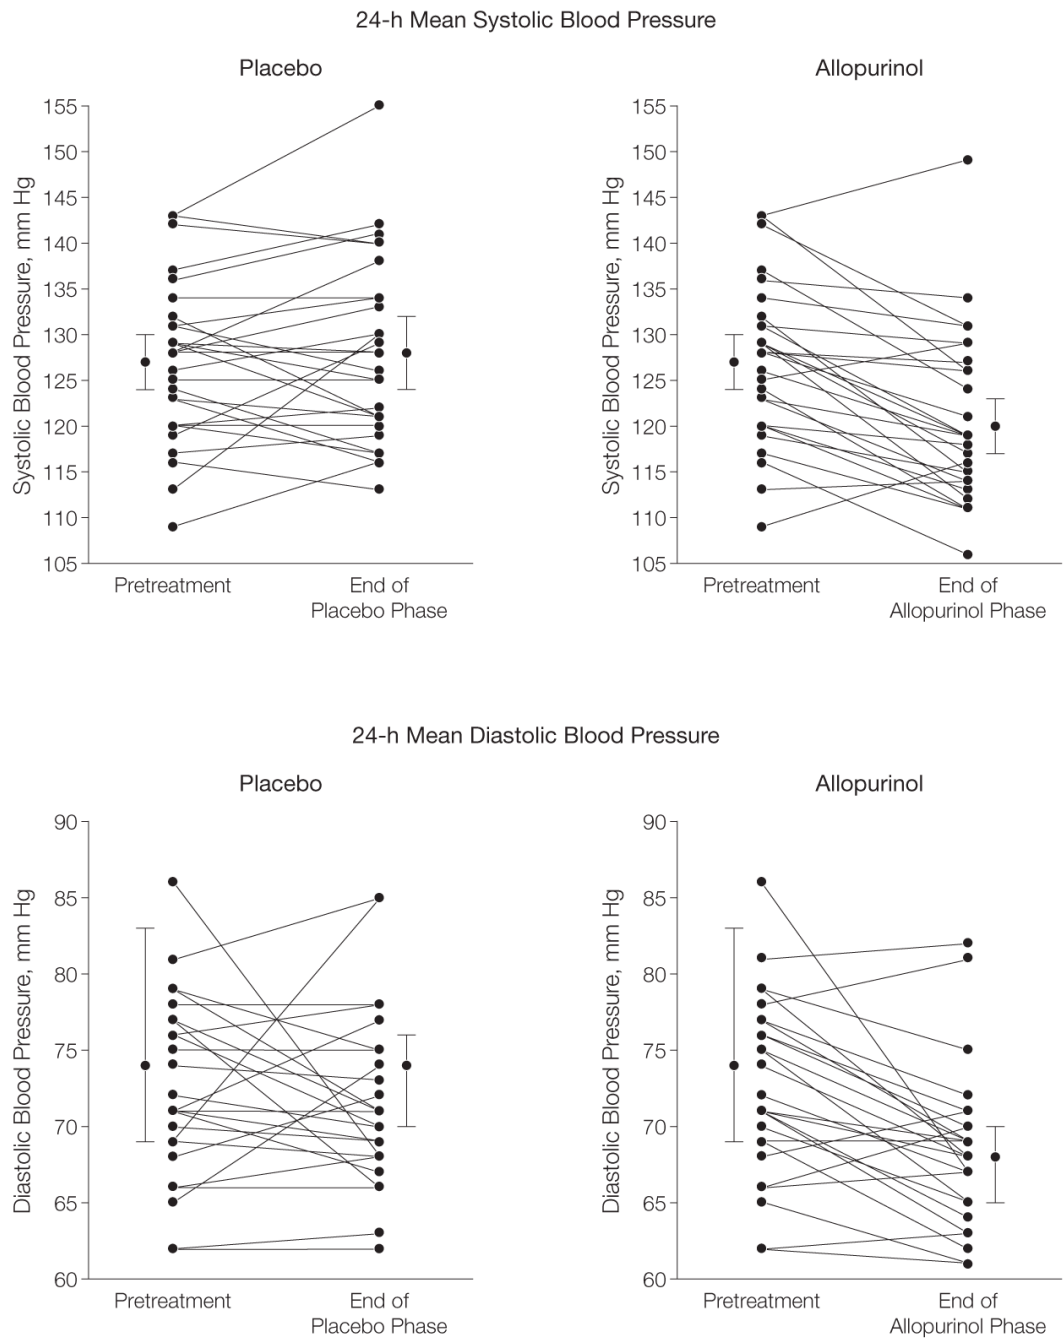 24-h Mean Systolic Blood Pressure
Placebo
Allopurinol
Systolic Blood Pressure, mm Hg
155
150
145
140
135
130
125
120
115
110
105
Pretreatment
End of
Placebo Phase
Systolic Blood Pressure, mm Hg
155
150
145
140
135
130
125
120
115
110
105
Pretreatment
End of
Allopurinol Phase
24-h Mean Diastolic Blood Pressure
Placebo
Allopurinol
Diastolic Blood Pressure, mm Hg
90
85
80
75
70
65
60
Pretreatment
End of
Placebo Phase
Diastolic Blood Pressure, mm Hg
90
85
80
75
70
65
60
Pretreatment
End of
Allopurinol Phase